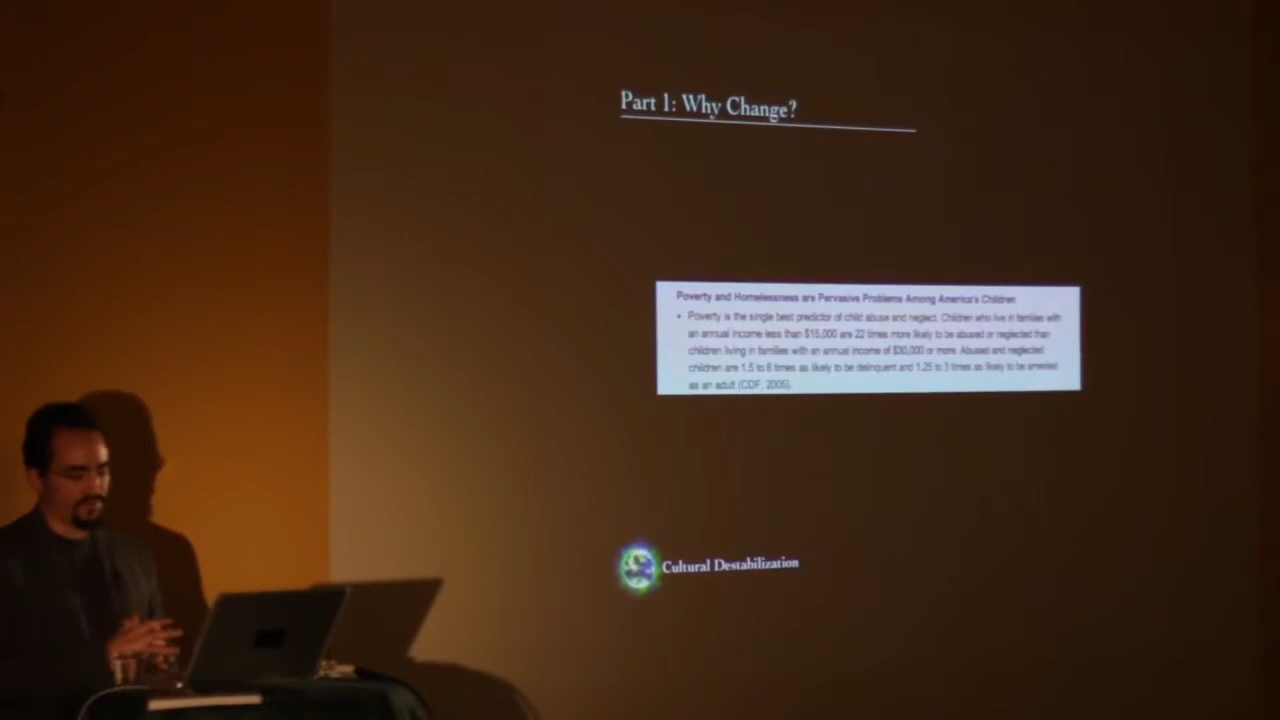 Part 1: Why Change?
Poverty and Homelessness are Pervasive Problems Among America's Children
• Poverty is the single best predictor of child abuse and neglect. Children who live in families with
an annual income less than $15,000 are 22 times more likely to be abused or neglected than
children living in families with an annual income of $30,000 or more. Abused and neglected
children are 1.5 to 6 times as likely to be delinquent and 1.25 to 3 times as likely to be arrested
as an adult (CDF, 2005).
Cultural Destabilization